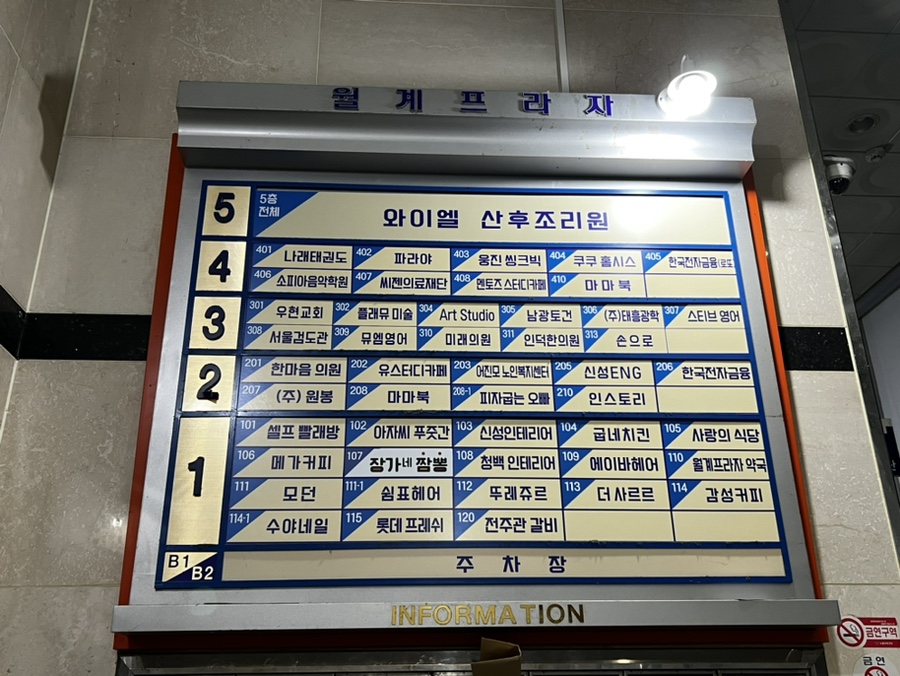 월계프라자
5 5층 전체 와이엘 산후조리원
4 401 나래태권도 402 파라야 403 웅진 씽크빅 404 쿠쿠 홈시스 405 한국전자금융(로또)
406 소피아음악학원 407 씨젠의료재단 408 멘토즈 스터디카페 410 마마북
3 301 우현교회 302 플래뮤 미술 304 Art Studio 305 남광토건 306 (주)태흥광학 307 스티브 영어
308 서울검도관 309 뮤엠영어 310 미래의원 311 인덕한의원 313 손으로
2 201 한마음 의원 202 유스터디카페 203 어진모 노인복지센터 205 신성ENG 206 한국전자금융
207 (주) 원봉 208 마마북 208-1 피자굽는 오빠 210 인스토리
1 101 셀프 빨래방 102 아자씨 푸줏간 103 신성인테리어 104 굽네치킨 105 사랑의 식당
106 메가커피 107 장가네 짬뽕 108 청백 인테리어 109 에이바헤어 110 월계프라자 약국
111 모던 111-1 쉼표헤어 112 뚜레쥬르 113 더사르르 114 감성커피
114-1 수야네일 115 롯데 프레쉬 120 전주관 갈비
B1 B2 주차장
INFORMATION
금연구역
금연